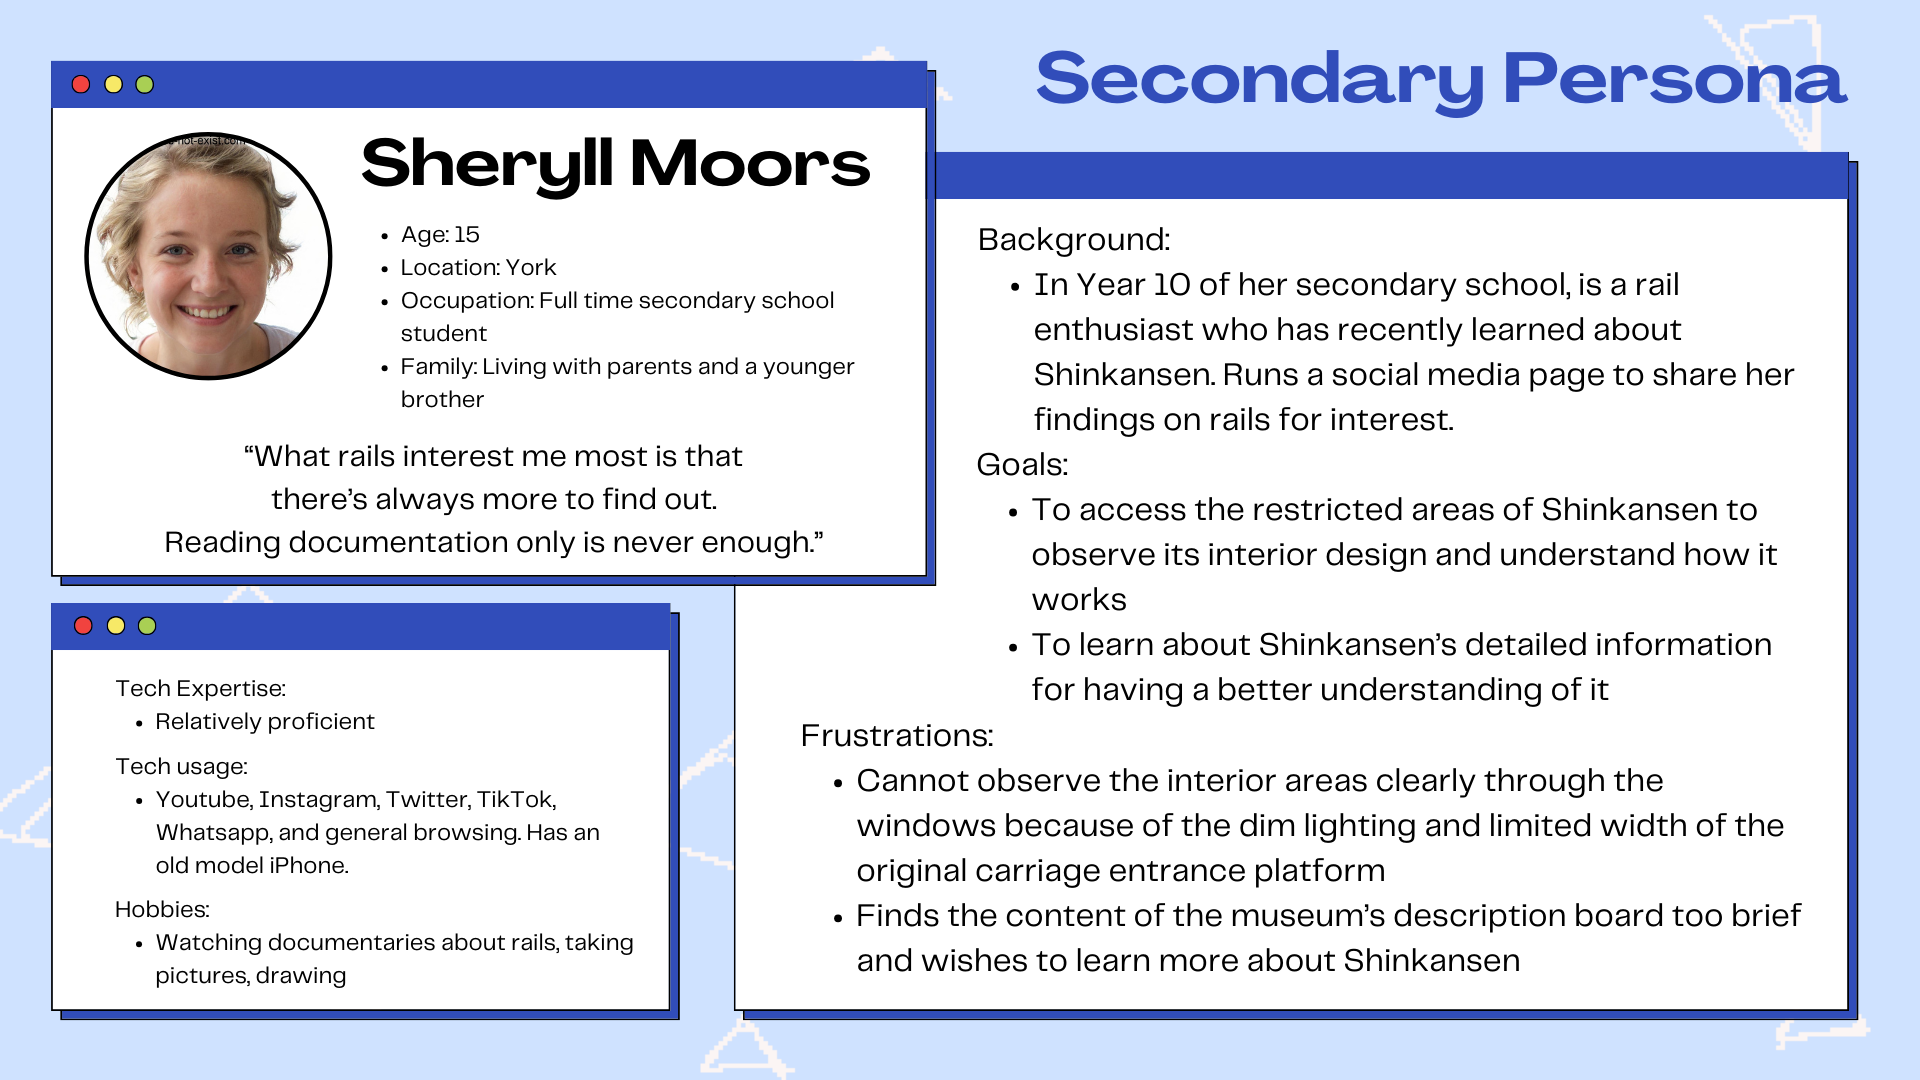 Secondary Persona
-not-exist.com
Sheryll Moors
• Age: 15
• Location: York
• Occupation: Full time secondary school
student
• Family: Living with parents and a younger
brother
“What rails interest me most is that
there’s always more to find out.
Reading documentation only is never enough.”
Tech Expertise:
• Relatively proficient
Tech usage:
• Youtube, Instagram, Twitter, TikTok,
Whatsapp, and general browsing. Has an
old model iPhone.
Hobbies:
• Watching documentaries about rails, taking
pictures, drawing
Background:
• In Year 10 of her secondary school, is a rail
enthusiast who has recently learned about
Shinkansen. Runs a social media page to share her
findings on rails for interest.
Goals:
• To access the restricted areas of Shinkansen to
observe its interior design and understand how it
works
• To learn about Shinkansen’s detailed information
for having a better understanding of it
Frustrations:
• Cannot observe the interior areas clearly through the
windows because of the dim lighting and limited width of the
original carriage entrance platform
• Finds the content of the museum’s description board too brief
and wishes to learn more about Shinkansen